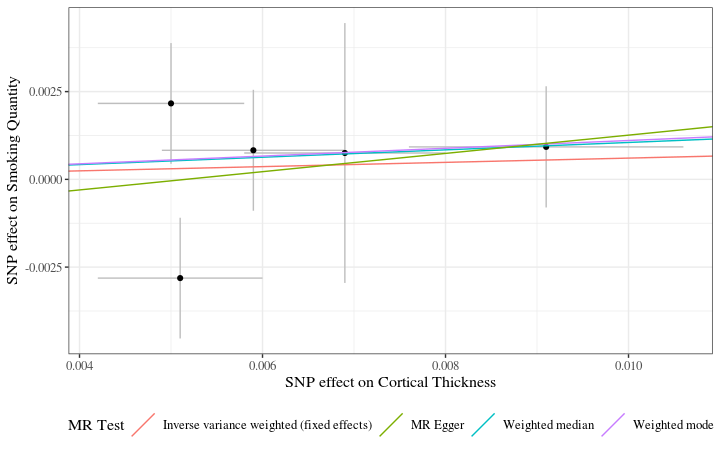 SNP effect on Smoking Quantity
0.0025
0.0000
-0.0025
0.004 0.006 0.008 0.010
SNP effect on Cortical Thickness
MR Test Inverse variance weighted (fixed effects) MR Egger Weighted median Weighted mode